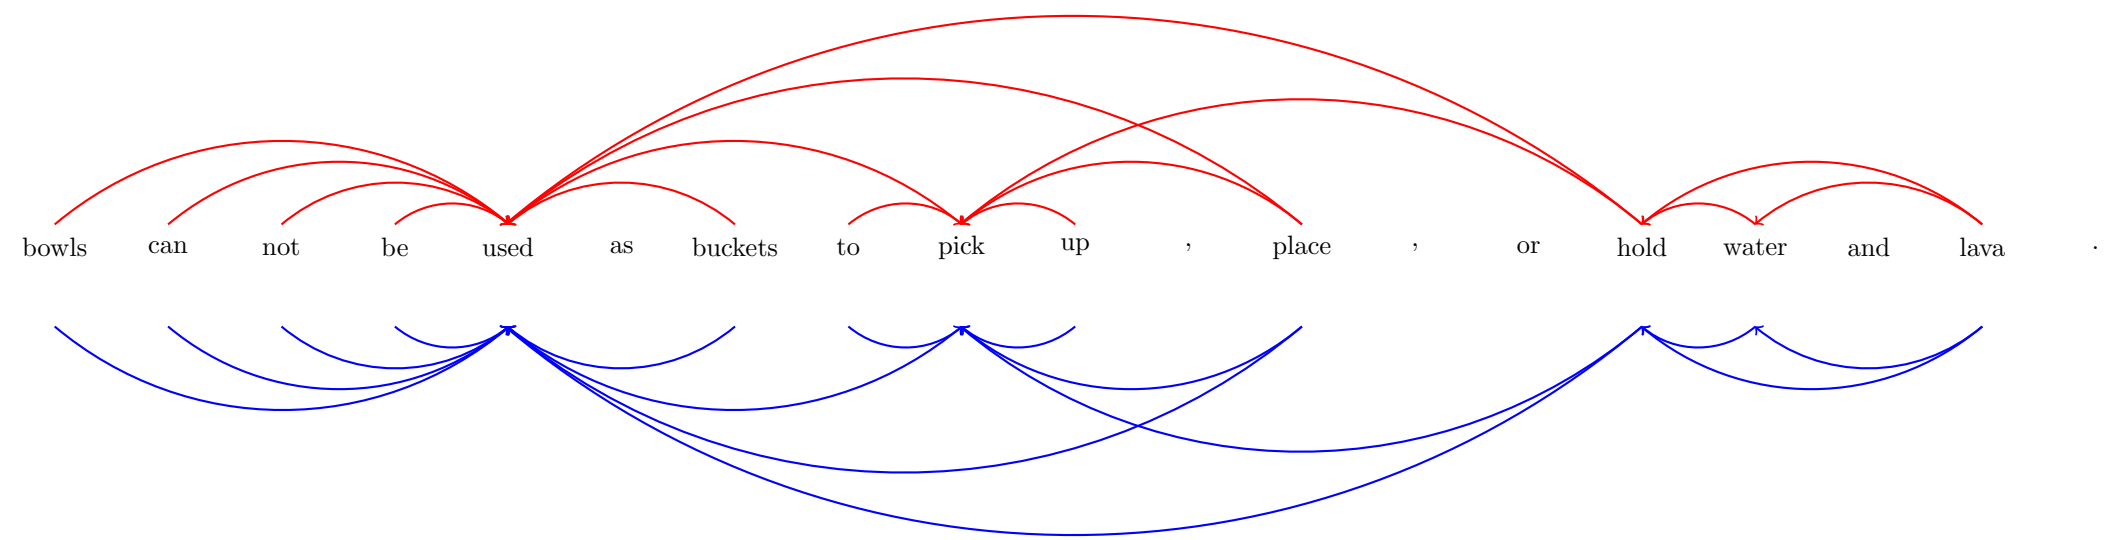 bowls can not be used as buckets to pick up , place , or hold water and lava .